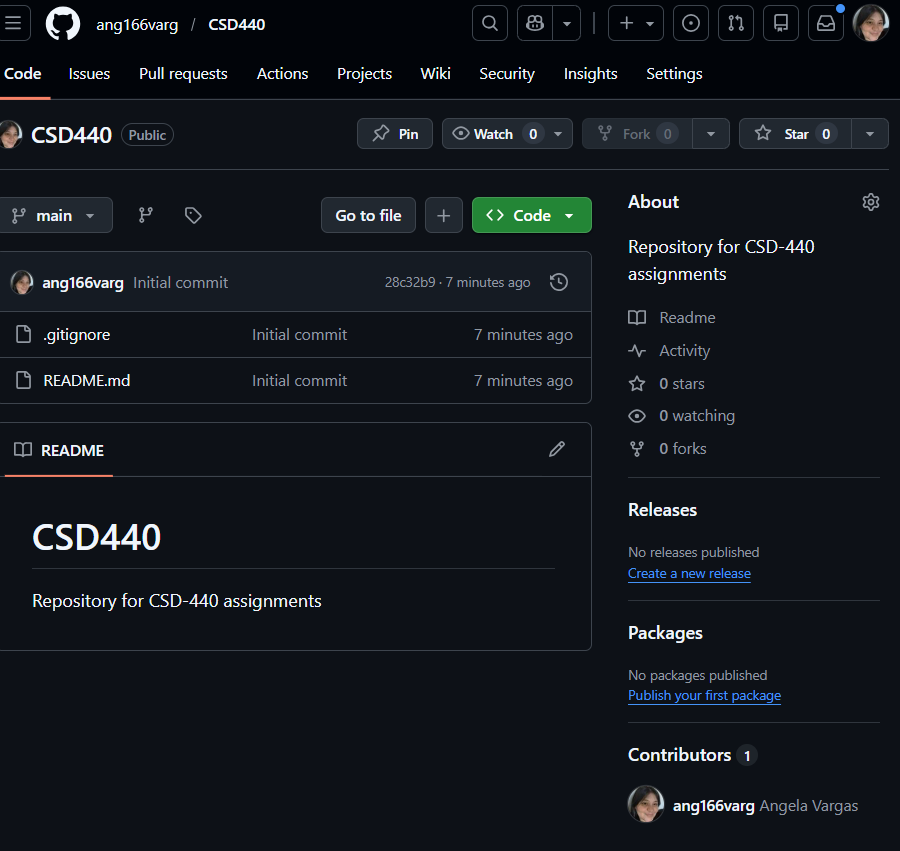 ang166varg / CSD440
Code Issues Pull requests Actions Projects Wiki Security Insights Settings
CSD440 Public Pin Watch 0 Fork 0 Star 0
main Go to file Code
ang166varg Initial commit 28c32b9 · 7 minutes ago
.gitignore Initial commit 7 minutes ago
README.md Initial commit 7 minutes ago
README
CSD440
Repository for CSD-440 assignments
About
Repository for CSD-440
assignments
Readme
Activity
0 stars
0 watching
0 forks
Releases
No releases published
Create a new release
Packages
No packages published
Publish your first package
Contributors 1
ang166varg Angela Vargas